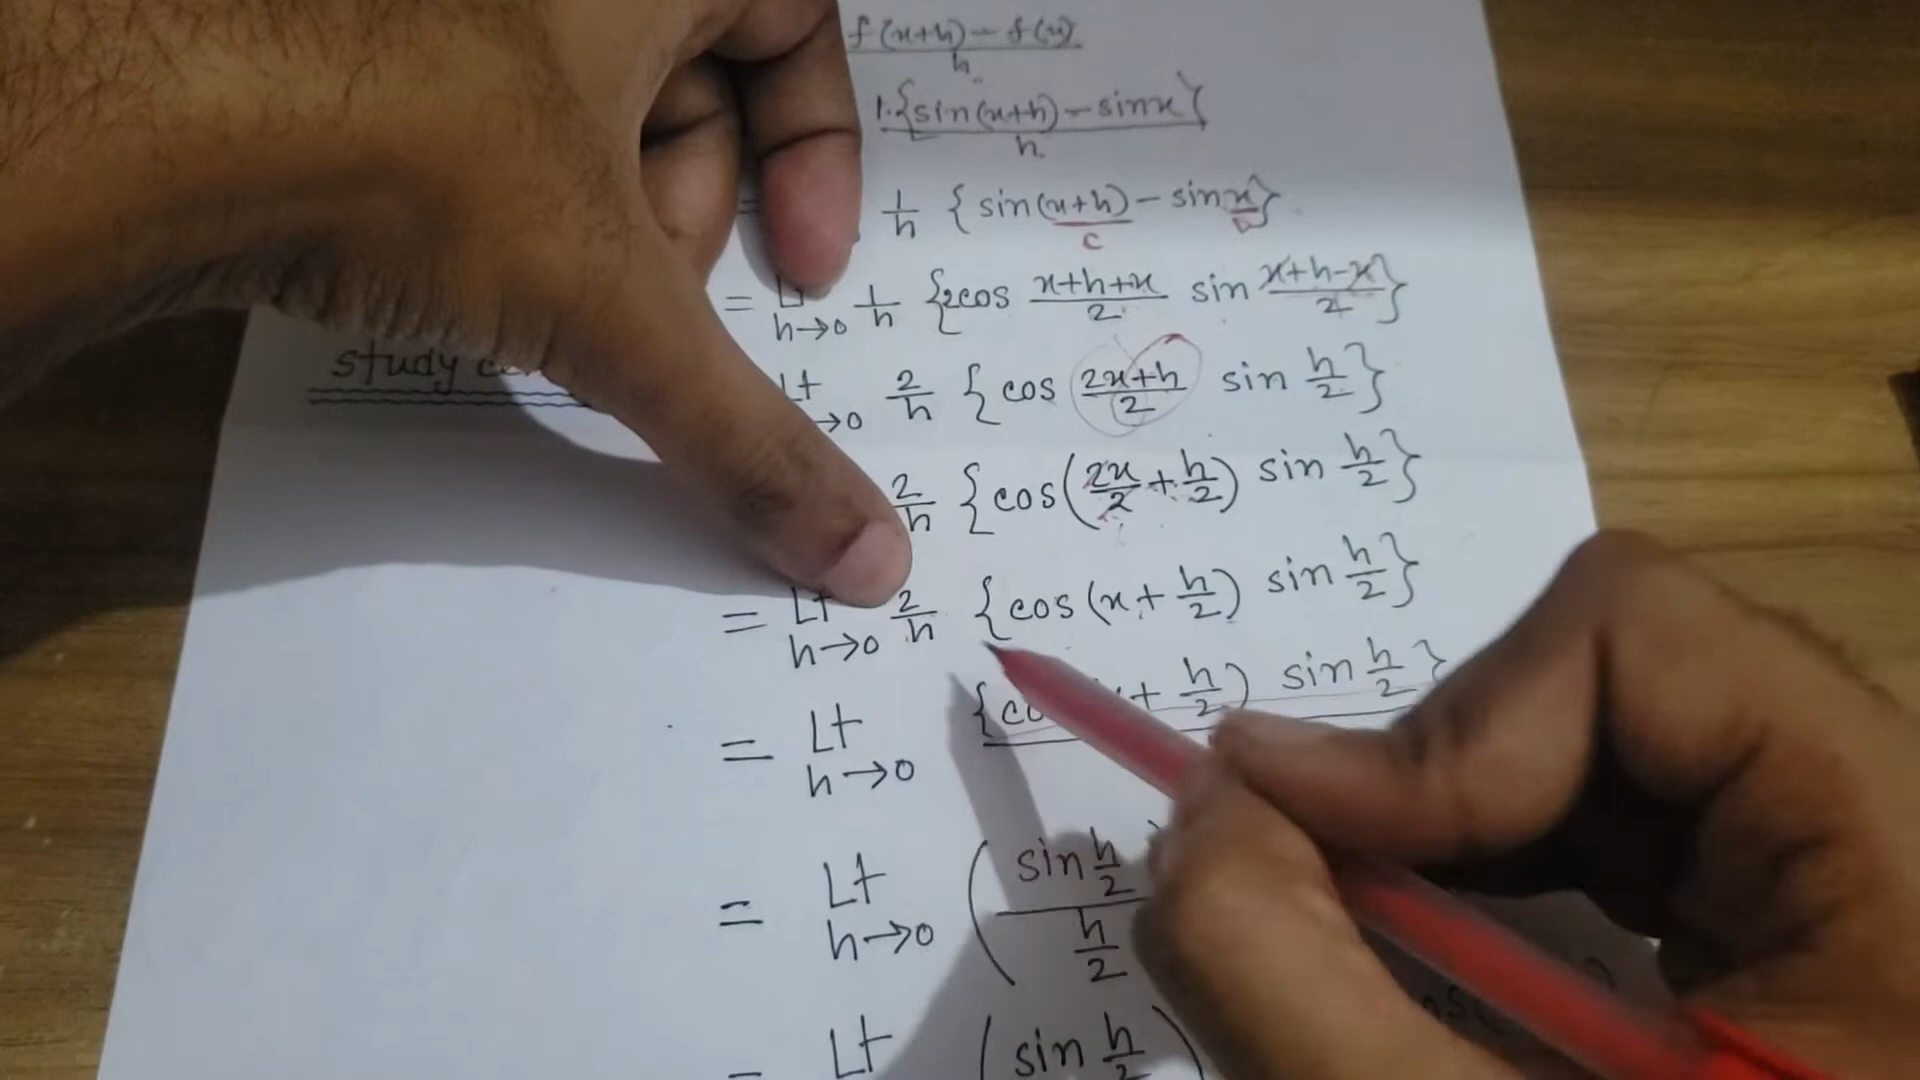 f(x+h) - f(x)
h
1.{sin(x+h) - sinx}
h
= 1/h {sin(x+h) - sinx}
c
= Lt h→0 1/h {2cos (x+h+x)/2 sin (x+h-x)/2}
study
Lt →0 2/h {cos (2x+h)/2 sin h/2}
2/h {cos(2x/2 + h/2) sin h/2}
= Lt h→0 2/h {cos(x + h/2) sin h/2}
= Lt h→0 {co + h/2) sin h/2}
= Lt h→0 ( sin h/2
h/2
= Lt ( sin h/2 )